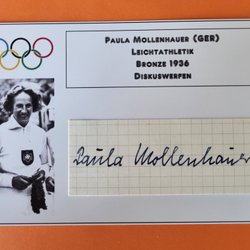 Paula Mollenhauer (GER)
Leichtathletik
Bronze 1936
Diskuswerfen
Paula Mollenhauer